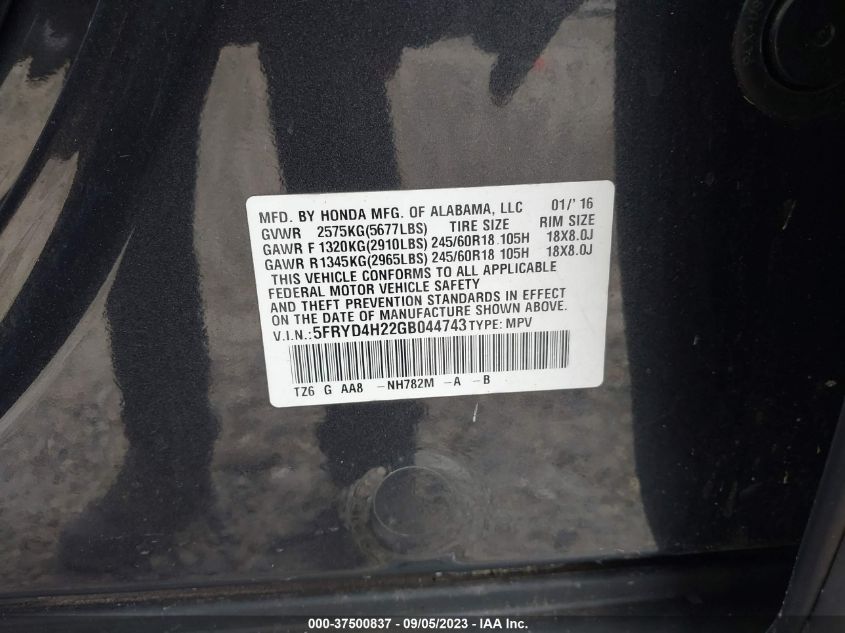 MFD. BY HONDA MFG. OF ALABAMA, LLC 01/'16
GVWR 2575KG(5677LBS) TIRE SIZE RIM SIZE
GAWR F 1320KG(2910LBS) 245/60R18 105H 18X8.0J
GAWR R1345KG(2965LBS) 245/60R18 105H 18X8.0J
THIS VEHICLE CONFORMS TO ALL APPLICABLE
FEDERAL MOTOR VEHICLE SAFETY
AND THEFT PREVENTION STANDARDS IN EFFECT
ON THE DATE OF MANUFACTURE SHOWN ABOVE.
V.I.N.: 5FRYD4H22GB044743 TYPE: MPV
TZ6 G AA8 -NH782M -A -B
000-37500837 - 09/05/2023 - IAA Inc.